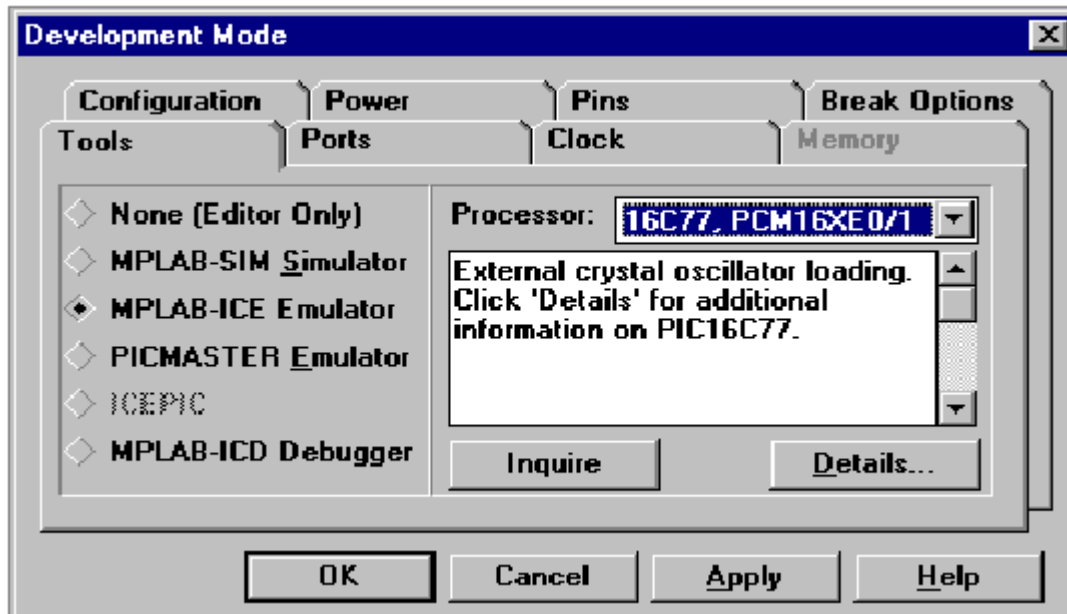 Development Mode
Configuration Power Pins Break Options
Tools Ports Clock Memory
None (Editor Only)
MPLAB-SIM Simulator
MPLAB-ICE Emulator
PICMASTER Emulator
ICEPIC
MPLAB-ICD Debugger
Processor: 16C77, PCM16XE0/1
External crystal oscillator loading.
Click 'Details' for additional
information on PIC16C77.
Inquire Details...
OK Cancel Apply Help